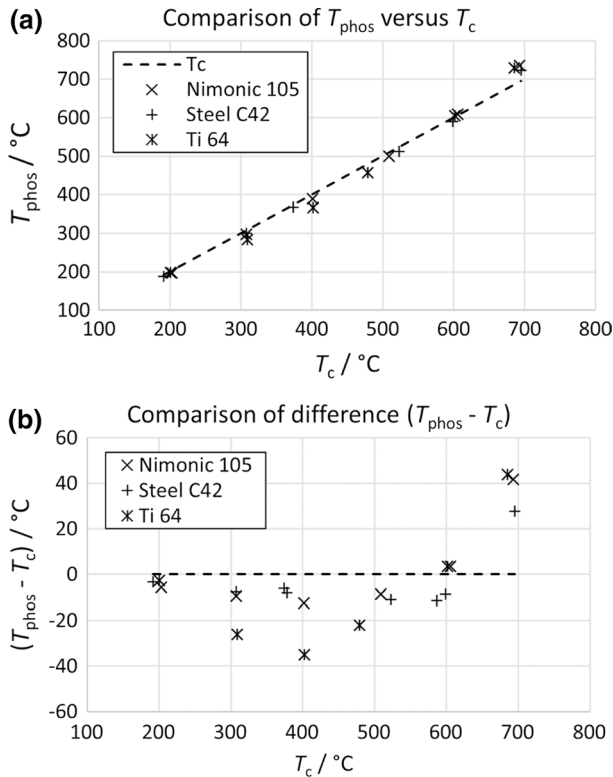 (a)
Comparison of Tphos versus Tc
Tphos / °C
800
700
600
500
400
300
200
100
Tc
Nimonic 105
Steel C42
Ti 64
100 200 300 400 500 600 700 800
Tc / °C
(b)
Comparison of difference (Tphos - Tc)
(Tphos - Tc) / °C
60
40
20
0
-20
-40
-60
Nimonic 105
Steel C42
Ti 64
100 200 300 400 500 600 700 800
Tc / °C